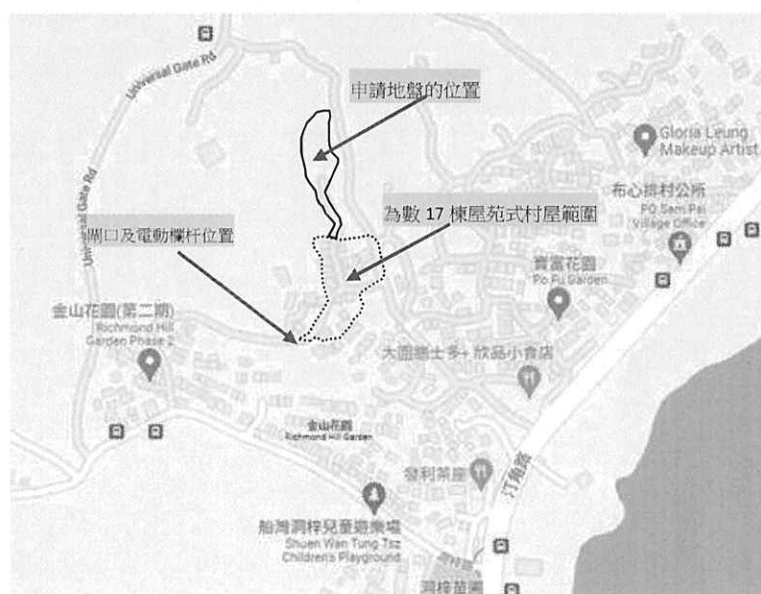 Universal Gate Rd
申請地盤的位置
Gloria Leung
Makeup Artist
布心排村公所
PO Sam Pai
Village Office
為數 17 棟屋苑式村屋範圍
閘口及電動欄杆位置
Universal Gate Rd
寶富花園
Po Fu Garden
金山花園(第二期)
Richmond Hill
Garden Phase 2
欣品小食店
金山花園
Richmond Hill Garden
發利茶座
汀角路
船灣洞梓兒童遊樂場
Shuen Wan Tung Tsz
Children's Playground
洞梓苗圃